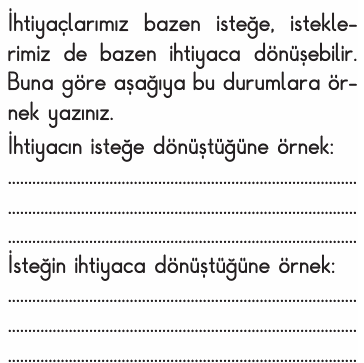 İhtiyaçlarımız bazen isteğe, istekle-
rimiz de bazen ihtiyaca dönüşebilir.
Buna göre aşağıya bu durumlara ör-
nek yazınız.
İhtiyacın isteğe dönüştüğüne örnek:
....................................................................................
....................................................................................
....................................................................................
İsteğin ihtiyaca dönüştüğüne örnek:
....................................................................................
....................................................................................
....................................................................................